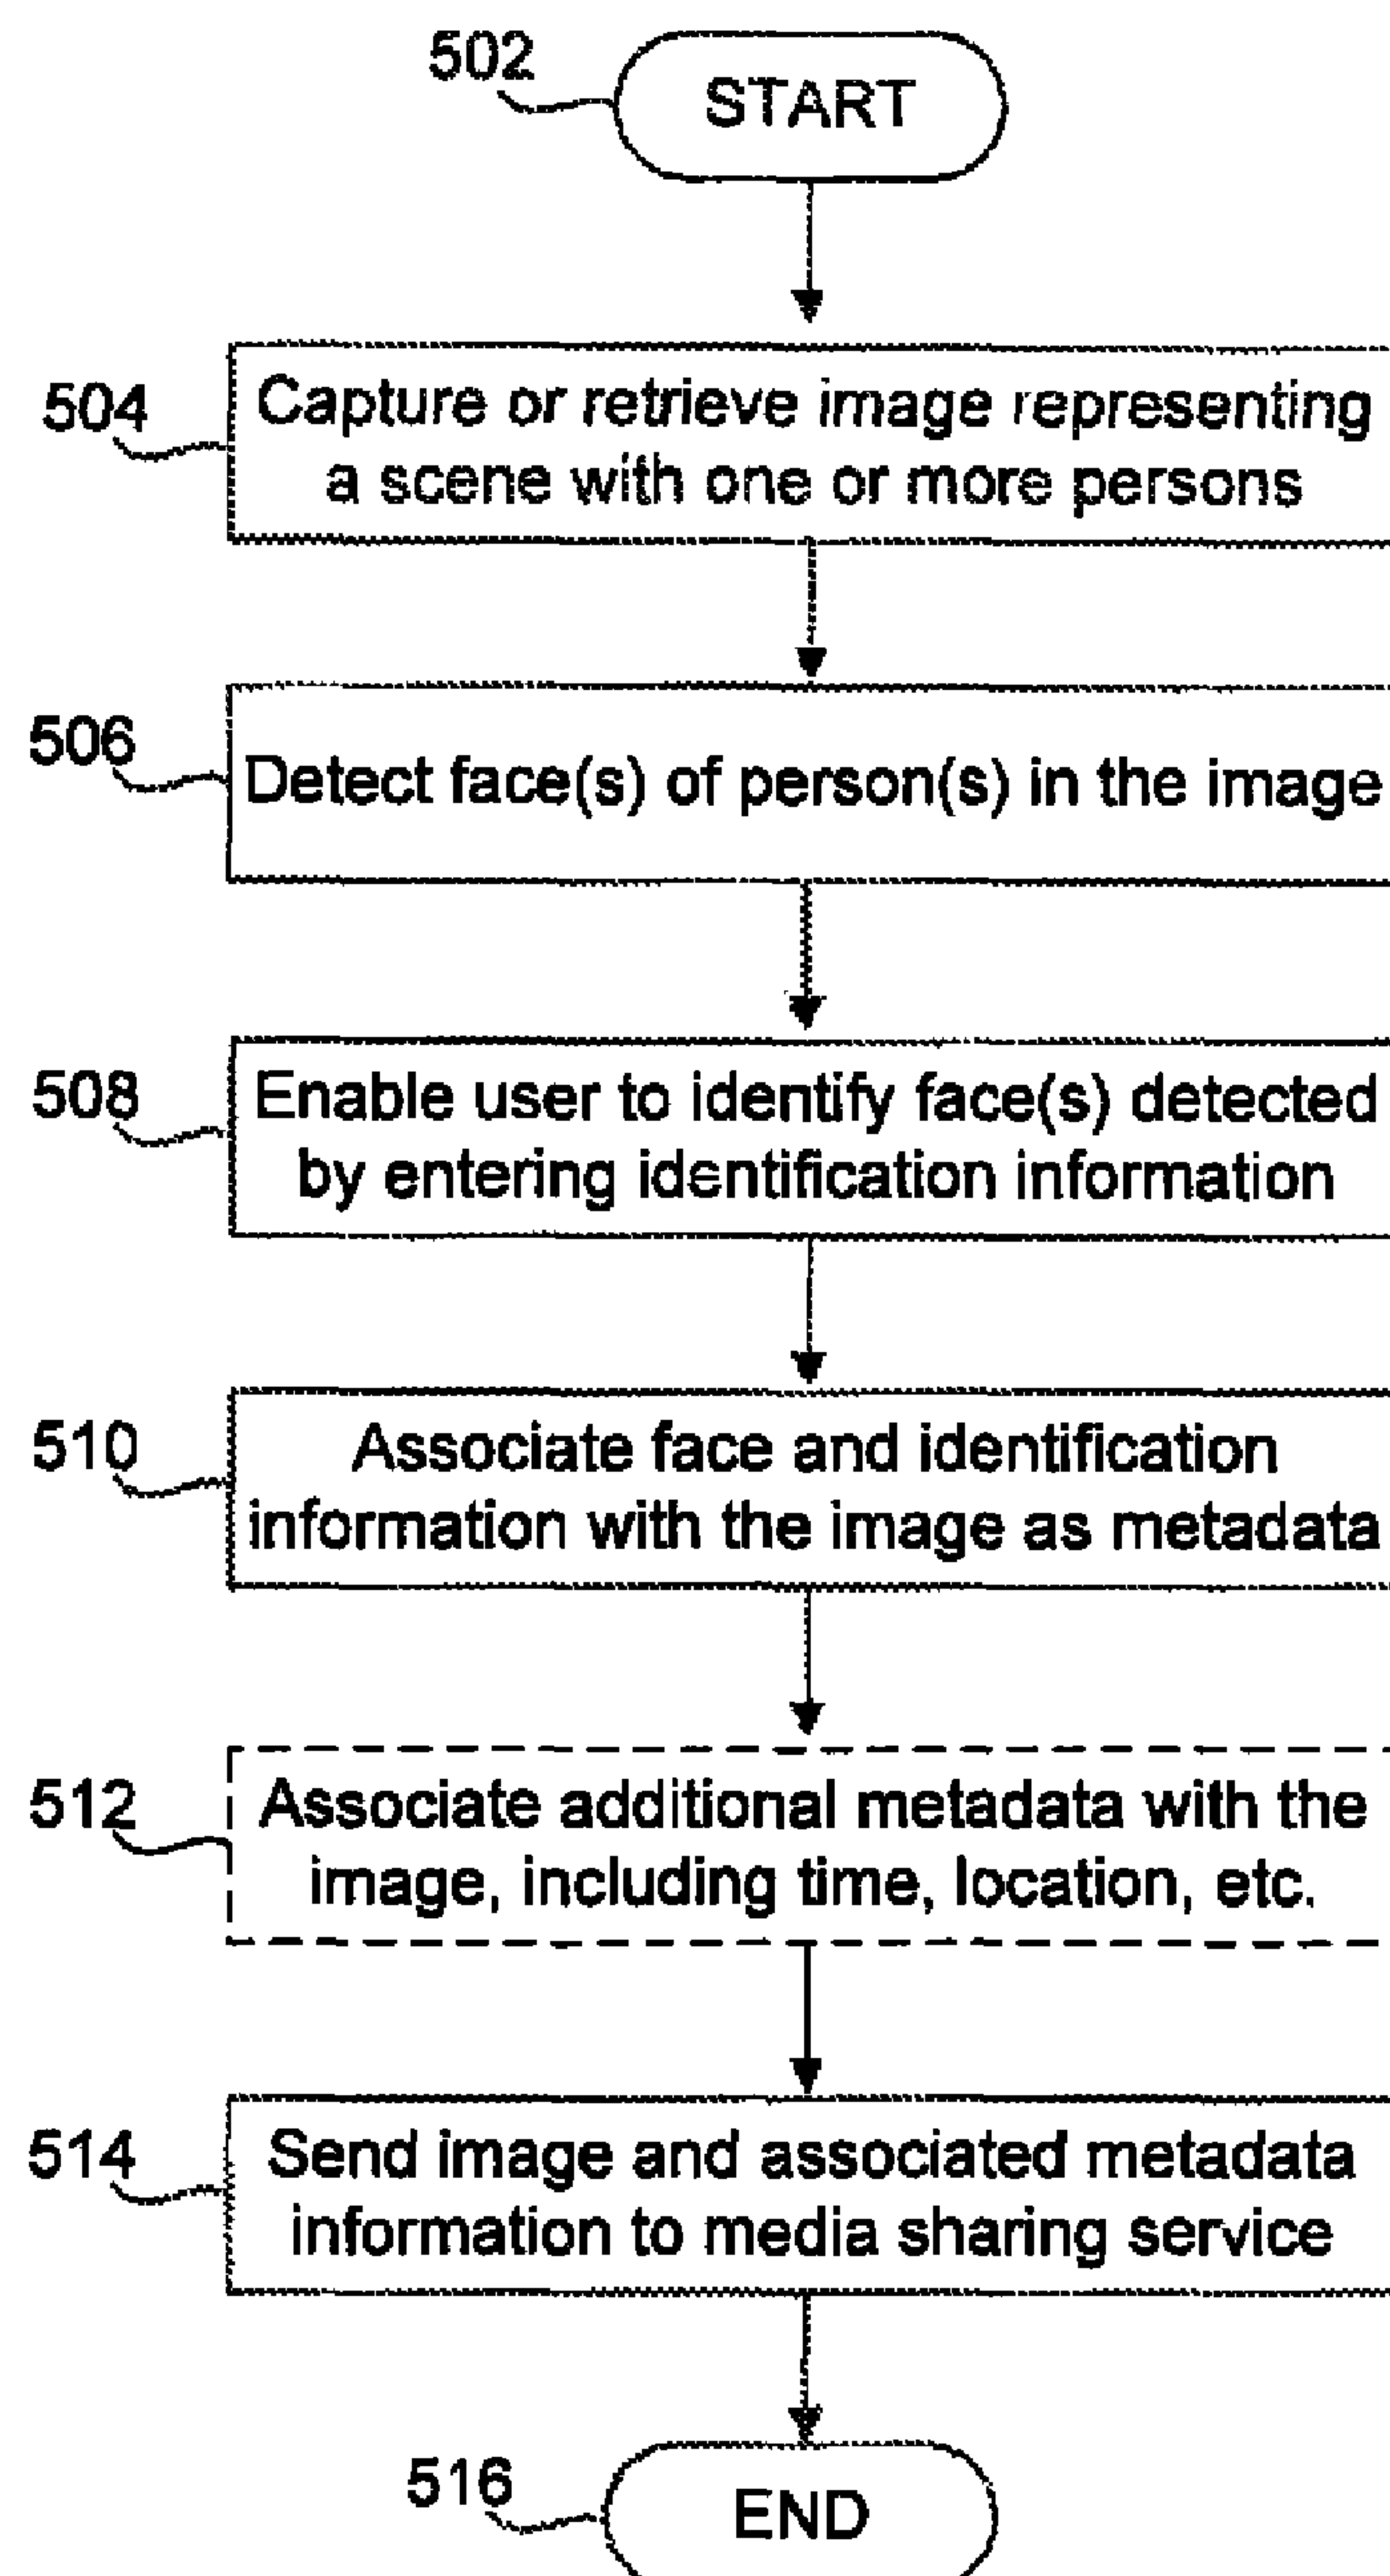 502
START
504
Capture or retrieve image representing
a scene with one or more persons
506
Detect face(s) of person(s) in the image
508
Enable user to identify face(s) detected
by entering identification information
510
Associate face and identification
information with the image as metadata
512
Associate additional metadata with the
image, including time, location, etc.
514
Send image and associated metadata
information to media sharing service
516
END